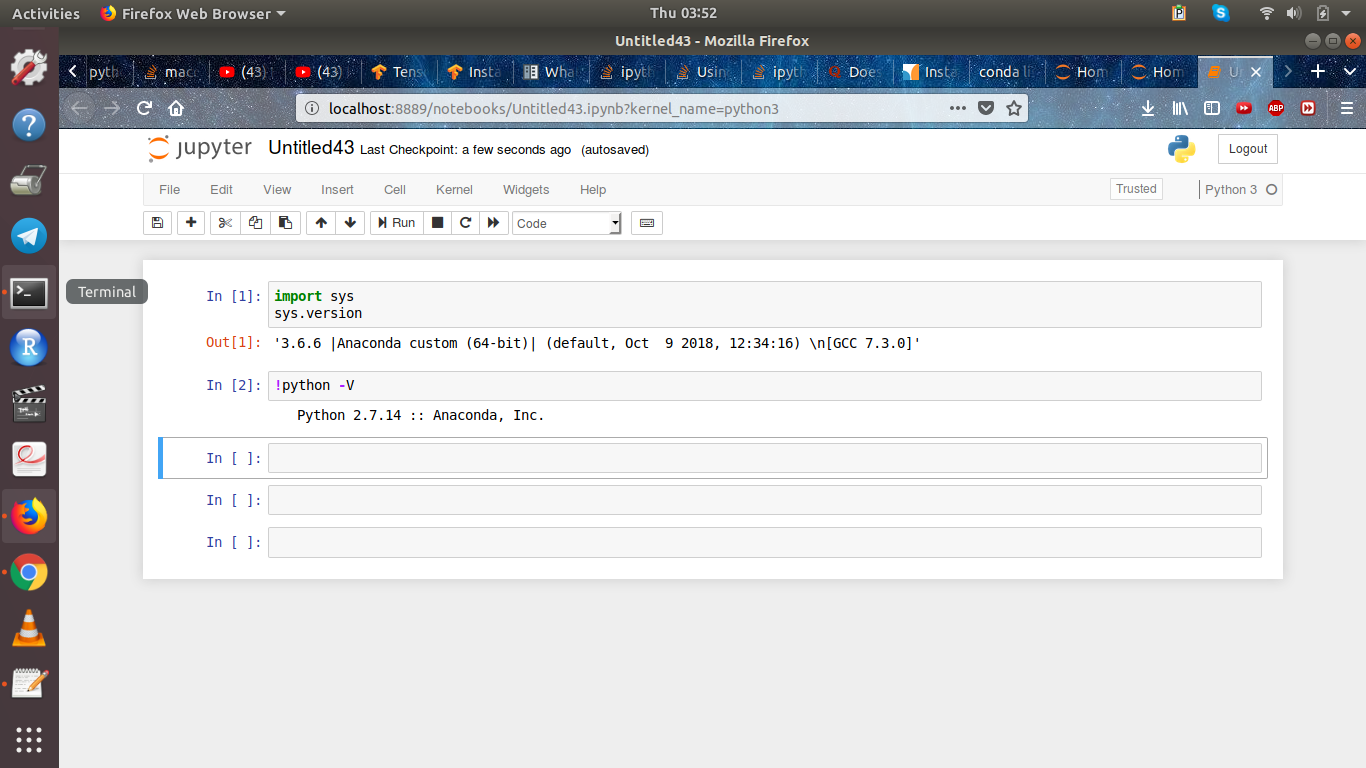 Activities Firefox Web Browser Thu 03:52
Untitled43 - Mozilla Firefox
pyth mac (43) (43) Tens Insta Wha ipyth Usin ipyth Does Insta conda li Hom Hom U
localhost:8889/notebooks/Untitled43.ipynb?kernel_name=python3 ABP
jupyter Untitled43 Last Checkpoint: a few seconds ago (autosaved) Logout
File Edit View Insert Cell Kernel Widgets Help Trusted Python 3
Run Code
Terminal
In [1]: import sys
sys.version
Out[1]: '3.6.6 |Anaconda custom (64-bit)| (default, Oct  9 2018, 12:34:16) \n[GCC 7.3.0]'
In [2]: !python -V
Python 2.7.14 :: Anaconda, Inc.
In [ ]:
In [ ]:
In [ ]:
R